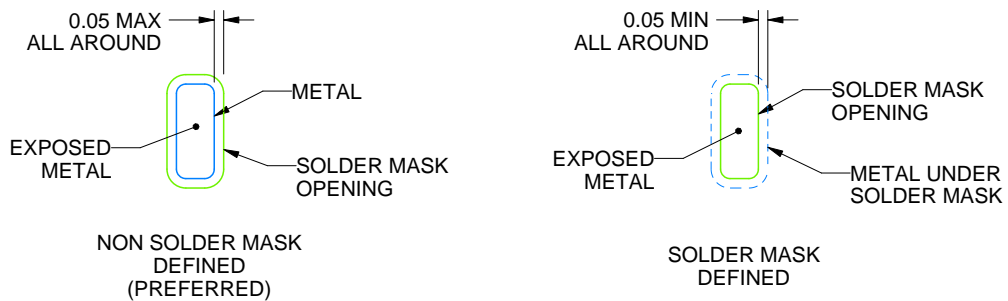 0.05 MAX
ALL AROUND
METAL
EXPOSED
METAL
SOLDER MASK
OPENING
NON SOLDER MASK
DEFINED
(PREFERRED)
0.05 MIN
ALL AROUND
SOLDER MASK
OPENING
EXPOSED
METAL
METAL UNDER
SOLDER MASK
SOLDER MASK
DEFINED